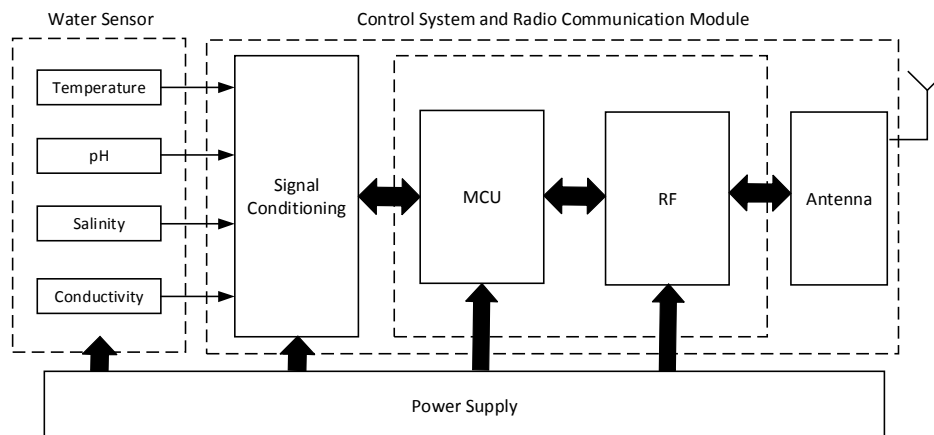 Water Sensor
Control System and Radio Communication Module
Temperature
pH
Salinity
Conductivity
Signal
Conditioning
MCU
RF
Antenna
Power Supply